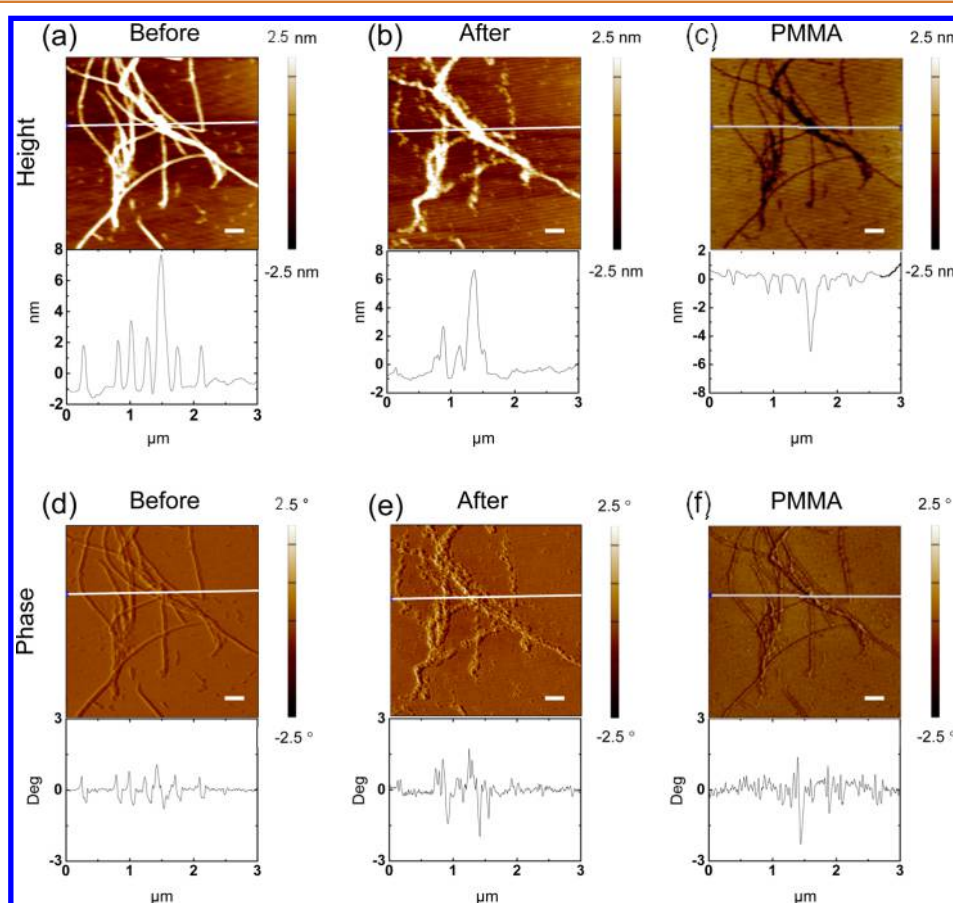 (a) Before 2.5 nm (b) After 2.5 nm (c) PMMA 2.5 nm
Height
-2.5 nm -2.5 nm -2.5 nm
8
6
4
2
0
-2
nm
0 1 2 3
µm
8
6
4
2
0
-2
nm
0 1 2 3
µm
2
0
-2
-4
-6
-8
nm
0 1 2 3
µm
(d) Before 2.5 ° (e) After 2.5 ° (f) PMMA 2.5 °
Phase
-2.5 ° -2.5 ° -2.5 °
3
0
-3
Deg
0 1 2 3
µm
3
0
-3
Deg
0 1 2 3
µm
3
0
-3
Deg
0 1 2 3
µm